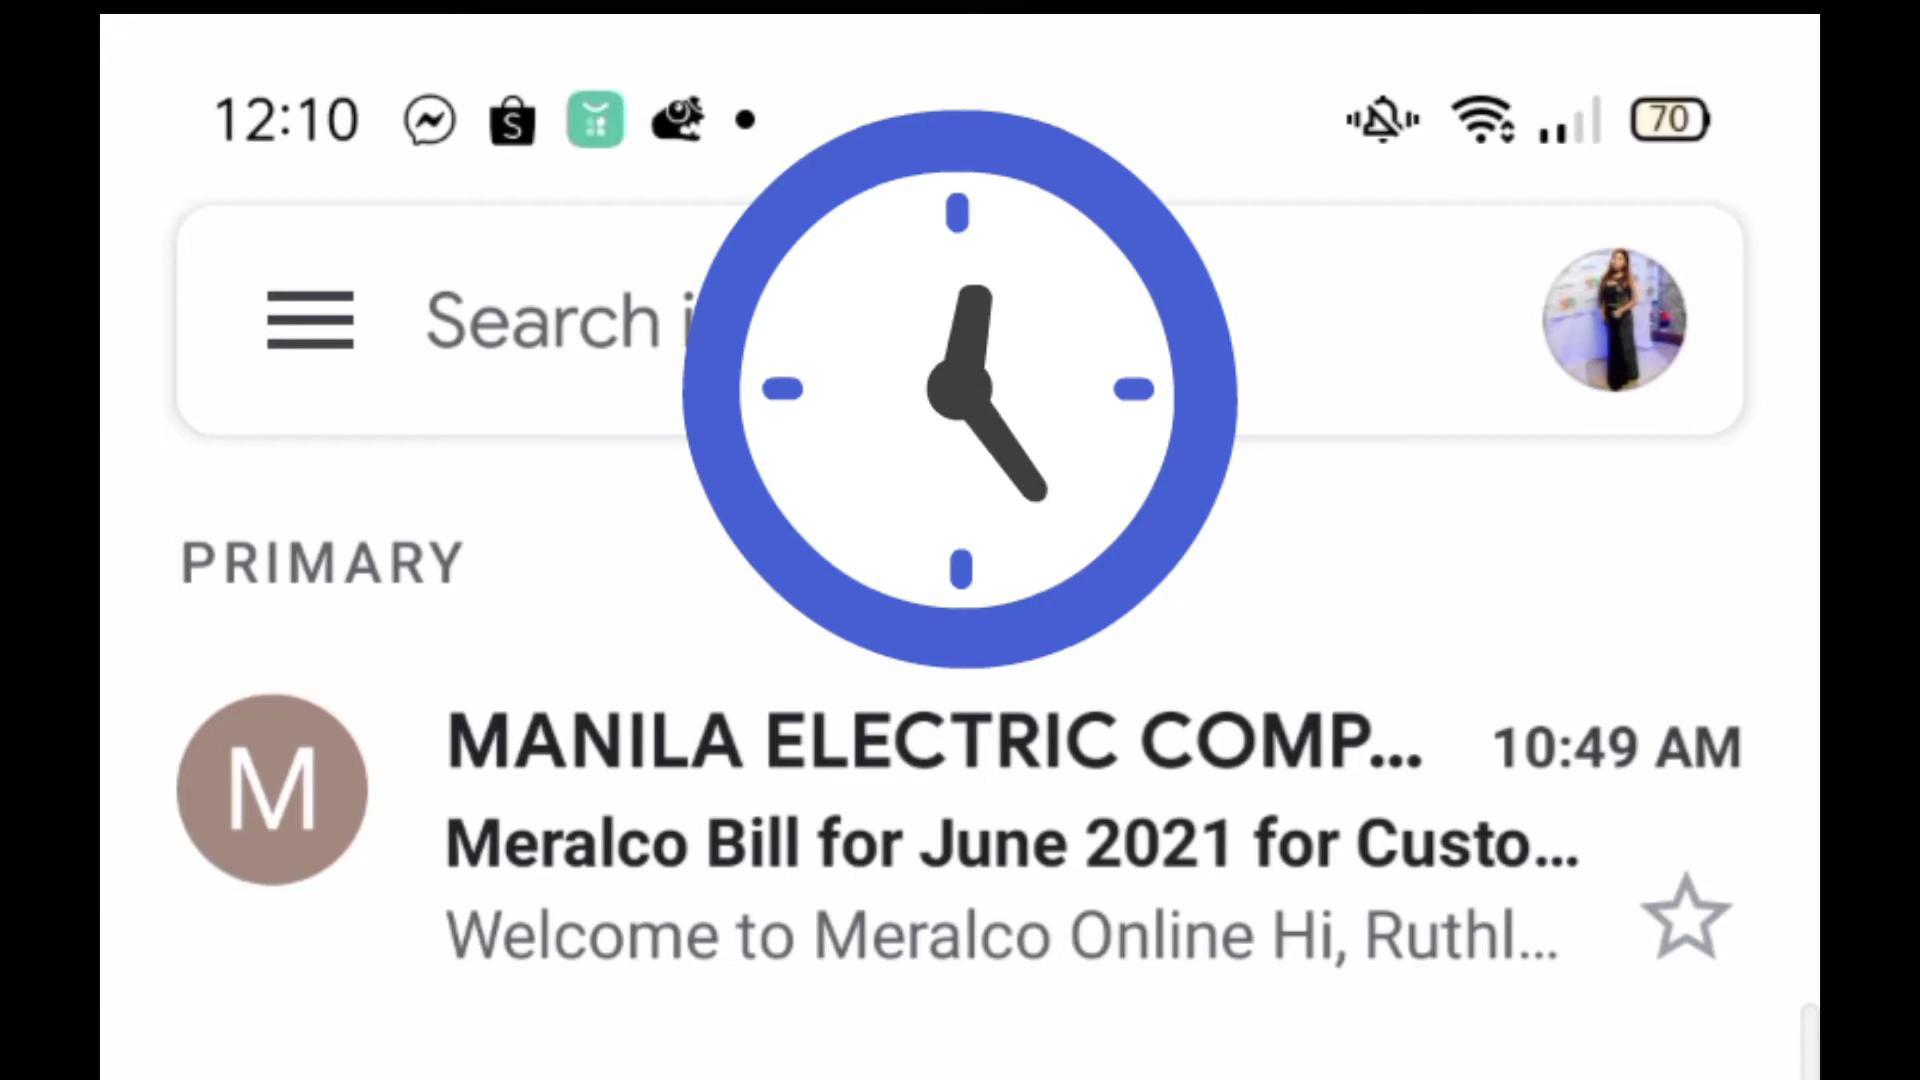 12:10 S 70
Search i
PRIMARY
M
MANILA ELECTRIC COMP... 10:49 AM
Meralco Bill for June 2021 for Custo...
Welcome to Meralco Online Hi, Ruthl...